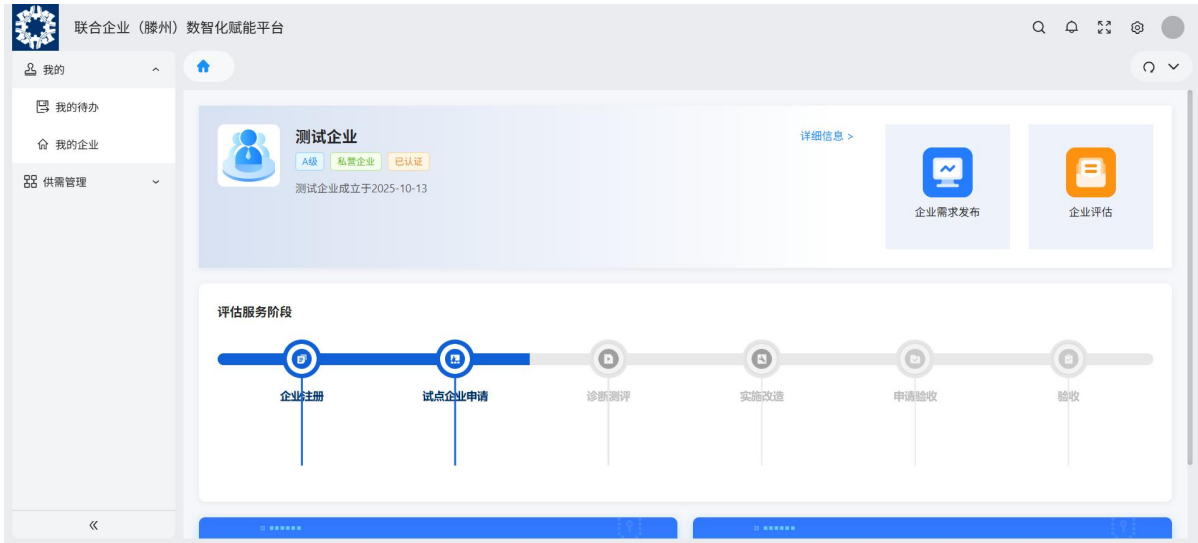 联合企业（滕州）数智化赋能平台
我的
我的待办
我的企业
供需管理
测试企业
A级 私营企业 已认证
测试企业成立于2025-10-13
详细信息 >
企业需求发布
企业评估
评估服务阶段
企业注册
试点企业申请
诊断测评
实施改造
申请验收
验收